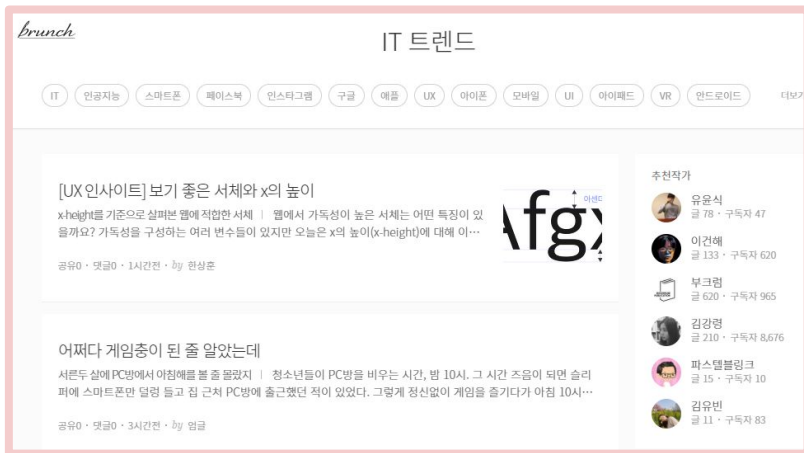 brunch
IT 트렌드
IT 인공지능 스마트폰 페이스북 인스타그램 구글 애플 UX 아이폰 모바일 UI 아이패드 VR 안드로이드 더보기
[UX 인사이트] 보기 좋은 서체와 x의 높이
x-height를 기준으로 살펴본 웹에 적합한 서체 | 웹에서 가독성이 높은 서체는 어떤 특징이 있
을까요? 가독성을 구성하는 여러 변수들이 있지만 오늘은 x의 높이(x-height)에 대해 이…
공유0 · 댓글0 · 1시간전 · by 한상훈
Afgx
어쩌다 게임충이 된 줄 알았는데
서른두 살에 PC방에서 아침해를 볼 줄 몰랐지 | 청소년들이 PC방을 비우는 시간, 밤 10시. 그 시간 즈음이 되면 슬리
퍼에 스마트폰만 덜렁 들고 집 근처 PC방에 출근했던 적이 있었다. 그렇게 정신없이 게임을 즐기다가 아침 10시…
공유0 · 댓글0 · 3시간전 · by 엄글
추천작가
유윤식
글 78 · 구독자 47
이건해
글 133 · 구독자 620
부크럼
글 620 · 구독자 965
김강령
글 210 · 구독자 8,676
파스텔블링크
글 15 · 구독자 10
김유빈
글 11 · 구독자 83